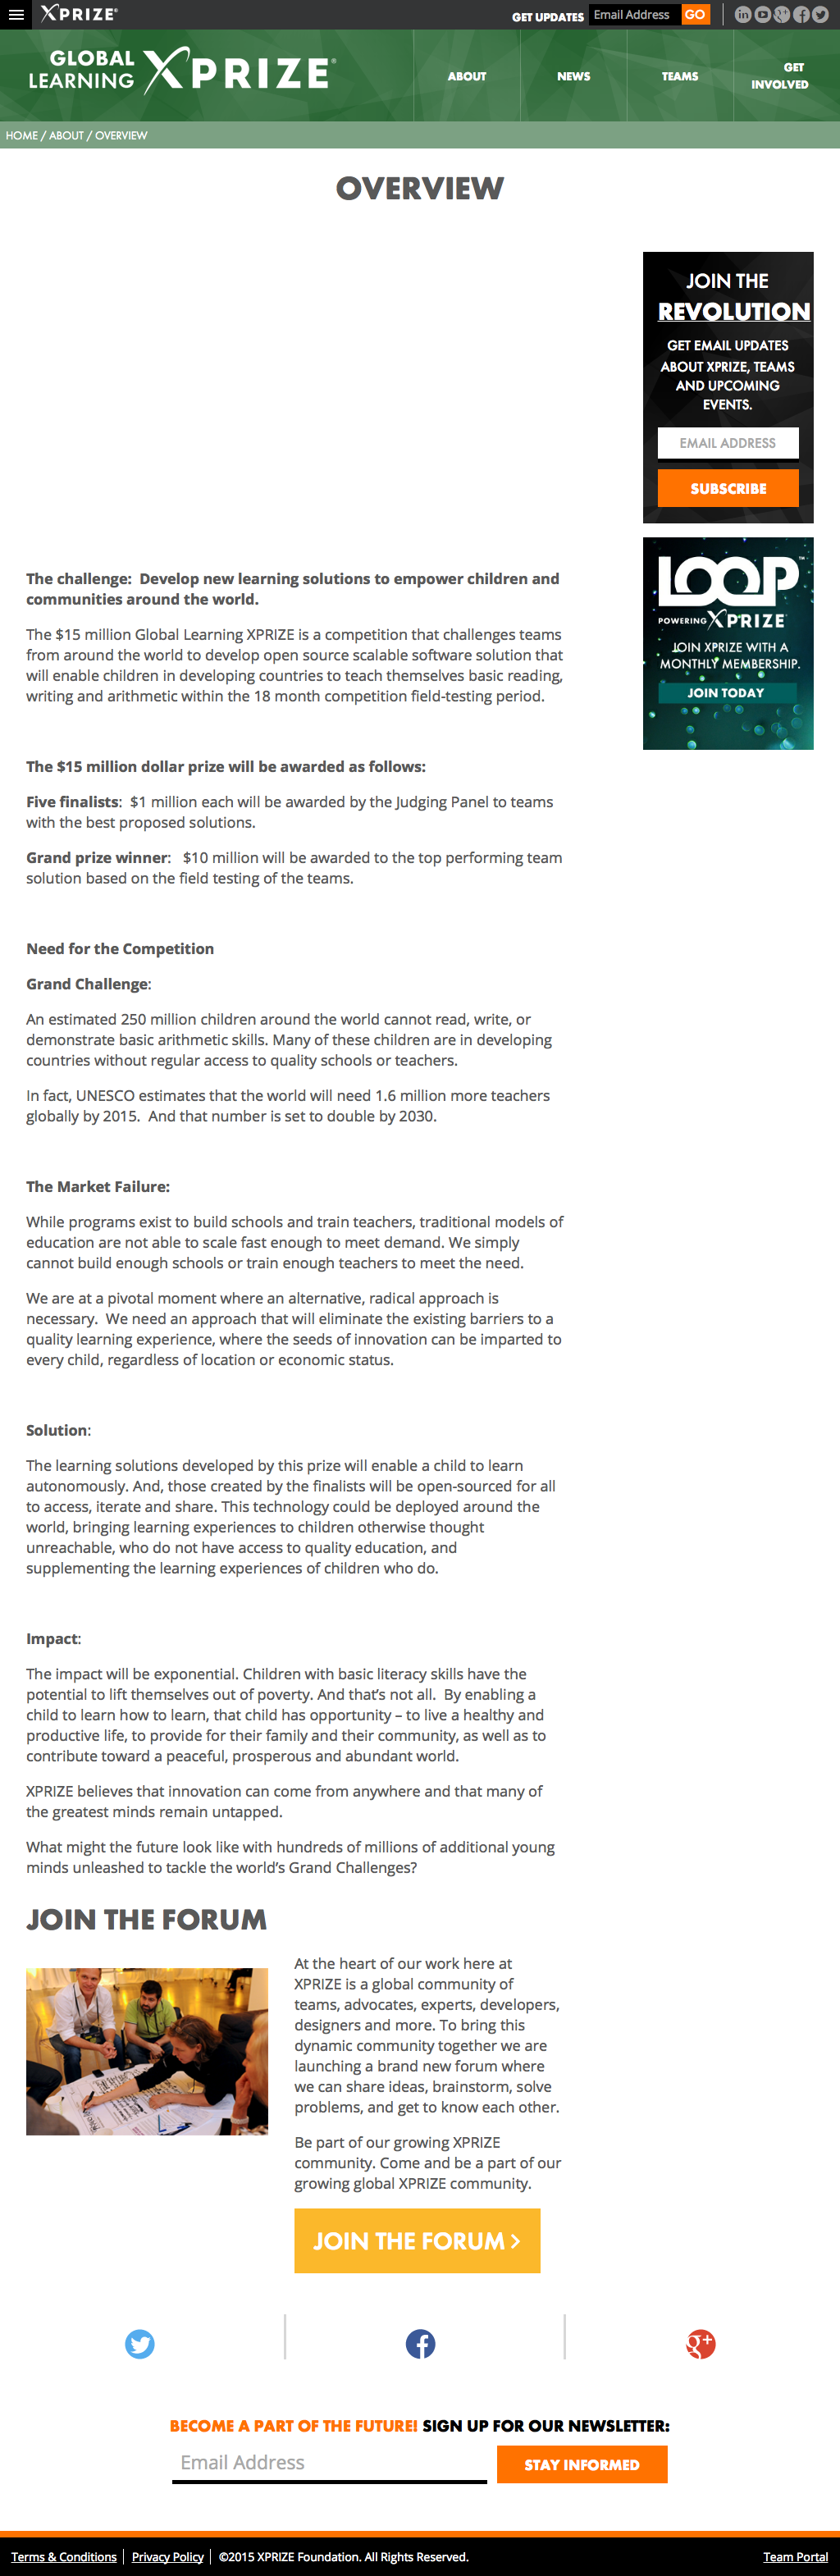 XPRIZE
GET UPDATES Email Address GO
GLOBAL
LEARNING XPRIZE®
ABOUT NEWS TEAMS GET INVOLVED
HOME / ABOUT / OVERVIEW
OVERVIEW
JOIN THE
REVOLUTION
GET EMAIL UPDATES
ABOUT XPRIZE, TEAMS
AND UPCOMING
EVENTS.
EMAIL ADDRESS
SUBSCRIBE
LOOP™
POWERING XPRIZE
JOIN XPRIZE WITH A
MONTHLY MEMBERSHIP.
JOIN TODAY
The challenge:  Develop new learning solutions to empower children and
communities around the world.
The $15 million Global Learning XPRIZE is a competition that challenges teams
from around the world to develop open source scalable software solution that
will enable children in developing countries to teach themselves basic reading,
writing and arithmetic within the 18 month competition field-testing period.
The $15 million dollar prize will be awarded as follows:
Five finalists:  $1 million each will be awarded by the Judging Panel to teams
with the best proposed solutions.
Grand prize winner:   $10 million will be awarded to the top performing team
solution based on the field testing of the teams.
Need for the Competition
Grand Challenge:
An estimated 250 million children around the world cannot read, write, or
demonstrate basic arithmetic skills. Many of these children are in developing
countries without regular access to quality schools or teachers.
In fact, UNESCO estimates that the world will need 1.6 million more teachers
globally by 2015.  And that number is set to double by 2030.
The Market Failure:
While programs exist to build schools and train teachers, traditional models of
education are not able to scale fast enough to meet demand. We simply
cannot build enough schools or train enough teachers to meet the need.
We are at a pivotal moment where an alternative, radical approach is
necessary.  We need an approach that will eliminate the existing barriers to a
quality learning experience, where the seeds of innovation can be imparted to
every child, regardless of location or economic status.
Solution:
The learning solutions developed by this prize will enable a child to learn
autonomously. And, those created by the finalists will be open-sourced for all
to access, iterate and share. This technology could be deployed around the
world, bringing learning experiences to children otherwise thought
unreachable, who do not have access to quality education, and
supplementing the learning experiences of children who do.
Impact:
The impact will be exponential. Children with basic literacy skills have the
potential to lift themselves out of poverty. And that’s not all.  By enabling a
child to learn how to learn, that child has opportunity – to live a healthy and
productive life, to provide for their family and their community, as well as to
contribute toward a peaceful, prosperous and abundant world.
XPRIZE believes that innovation can come from anywhere and that many of
the greatest minds remain untapped.
What might the future look like with hundreds of millions of additional young
minds unleashed to tackle the world’s Grand Challenges?
JOIN THE FORUM
At the heart of our work here at
XPRIZE is a global community of
teams, advocates, experts, developers,
designers and more. To bring this
dynamic community together we are
launching a brand new forum where
we can share ideas, brainstorm, solve
problems, and get to know each other.
Be part of our growing XPRIZE
community. Come and be a part of our
growing global XPRIZE community.
JOIN THE FORUM >
BECOME A PART OF THE FUTURE! SIGN UP FOR OUR NEWSLETTER:
Email Address STAY INFORMED
Terms & Conditions | Privacy Policy | ©2015 XPRIZE Foundation. All Rights Reserved. Team Portal